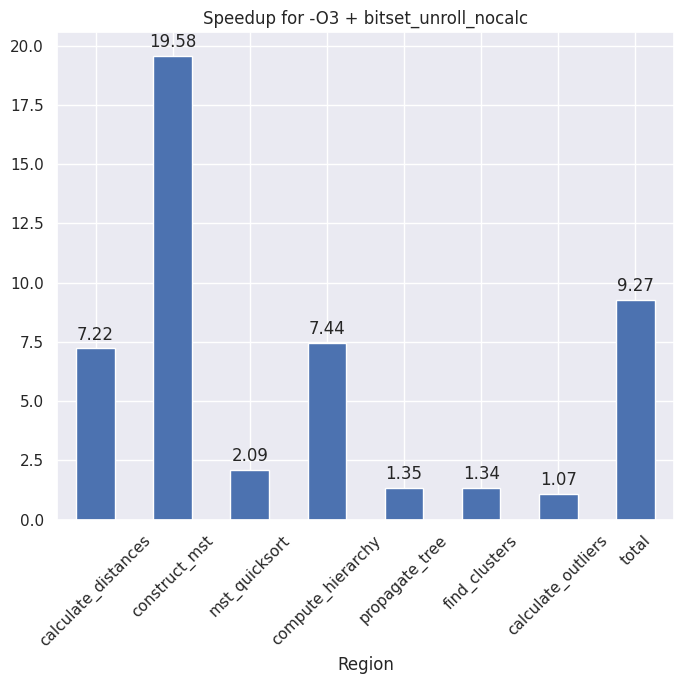 Speedup for -O3 + bitset_unroll_nocalc
20.0
17.5
15.0
12.5
10.0
7.5
5.0
2.5
0.0
7.22
19.58
2.09
7.44
1.35
1.34
1.07
9.27
calculate_distances
construct_mst
mst_quicksort
compute_hierarchy
propagate_tree
find_clusters
calculate_outliers
total
Region